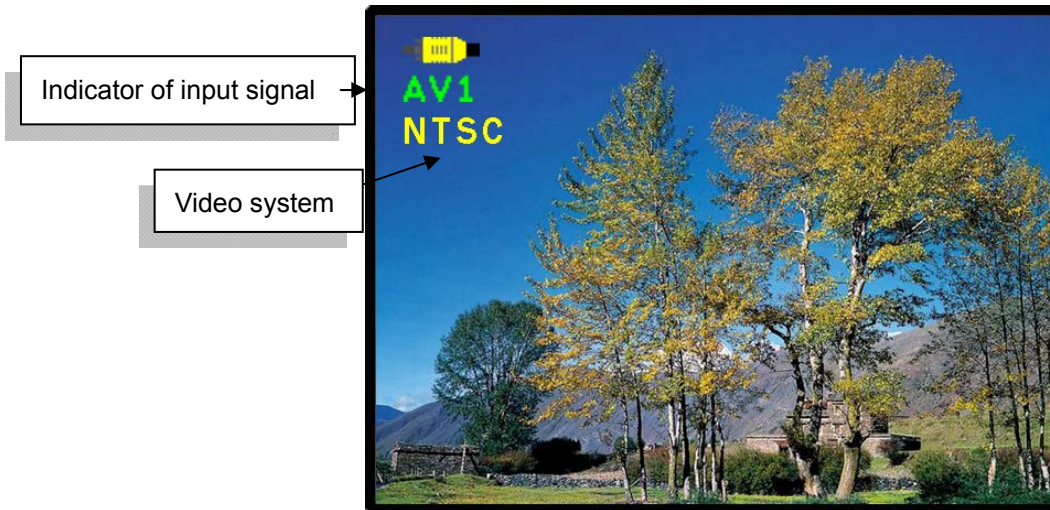 Indicator of input signal
AV1
NTSC
Video system